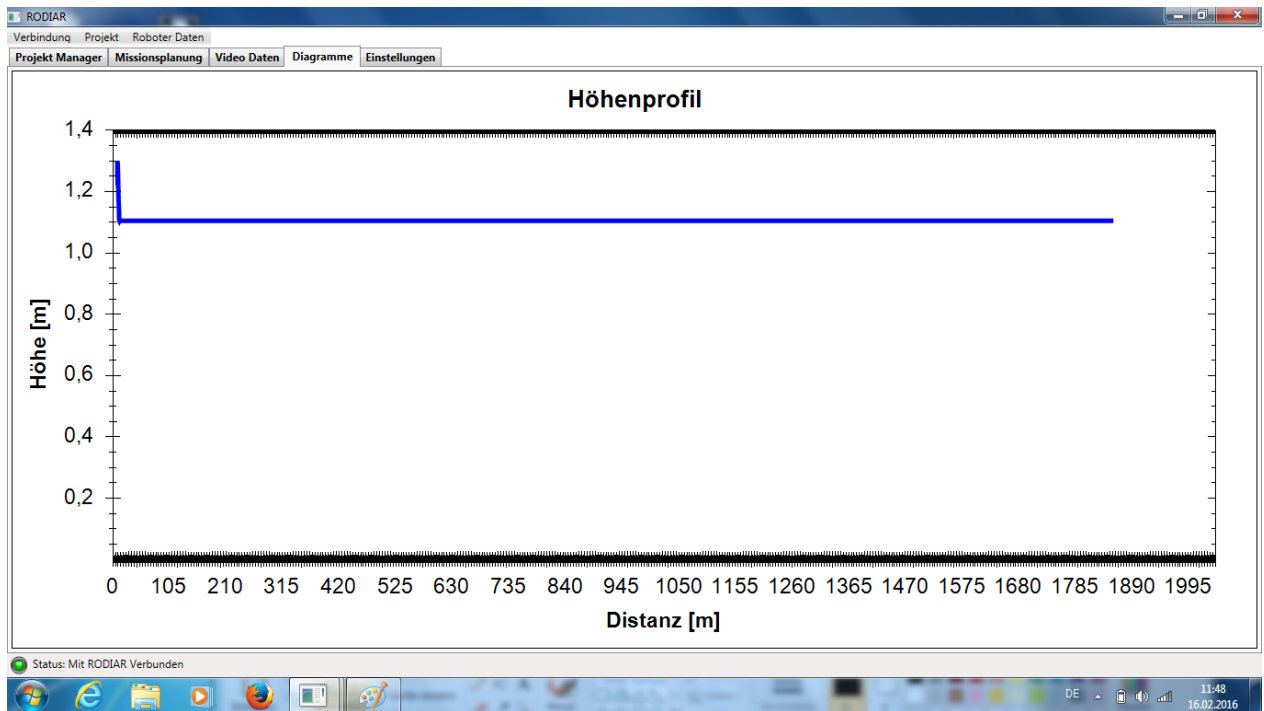 RODIAR
Verbindung Projekt Roboter Daten
Projekt Manager Missionsplanung Video Daten Diagramme Einstellungen
Höhenprofil
1,4
1,2
1,0
0,8
0,6
0,4
0,2
Höhe [m]
0 105 210 315 420 525 630 735 840 945 1050 1155 1260 1365 1470 1575 1680 1785 1890 1995
Distanz [m]
Status: Mit RODIAR Verbunden
DE
11:48
16.02.2016